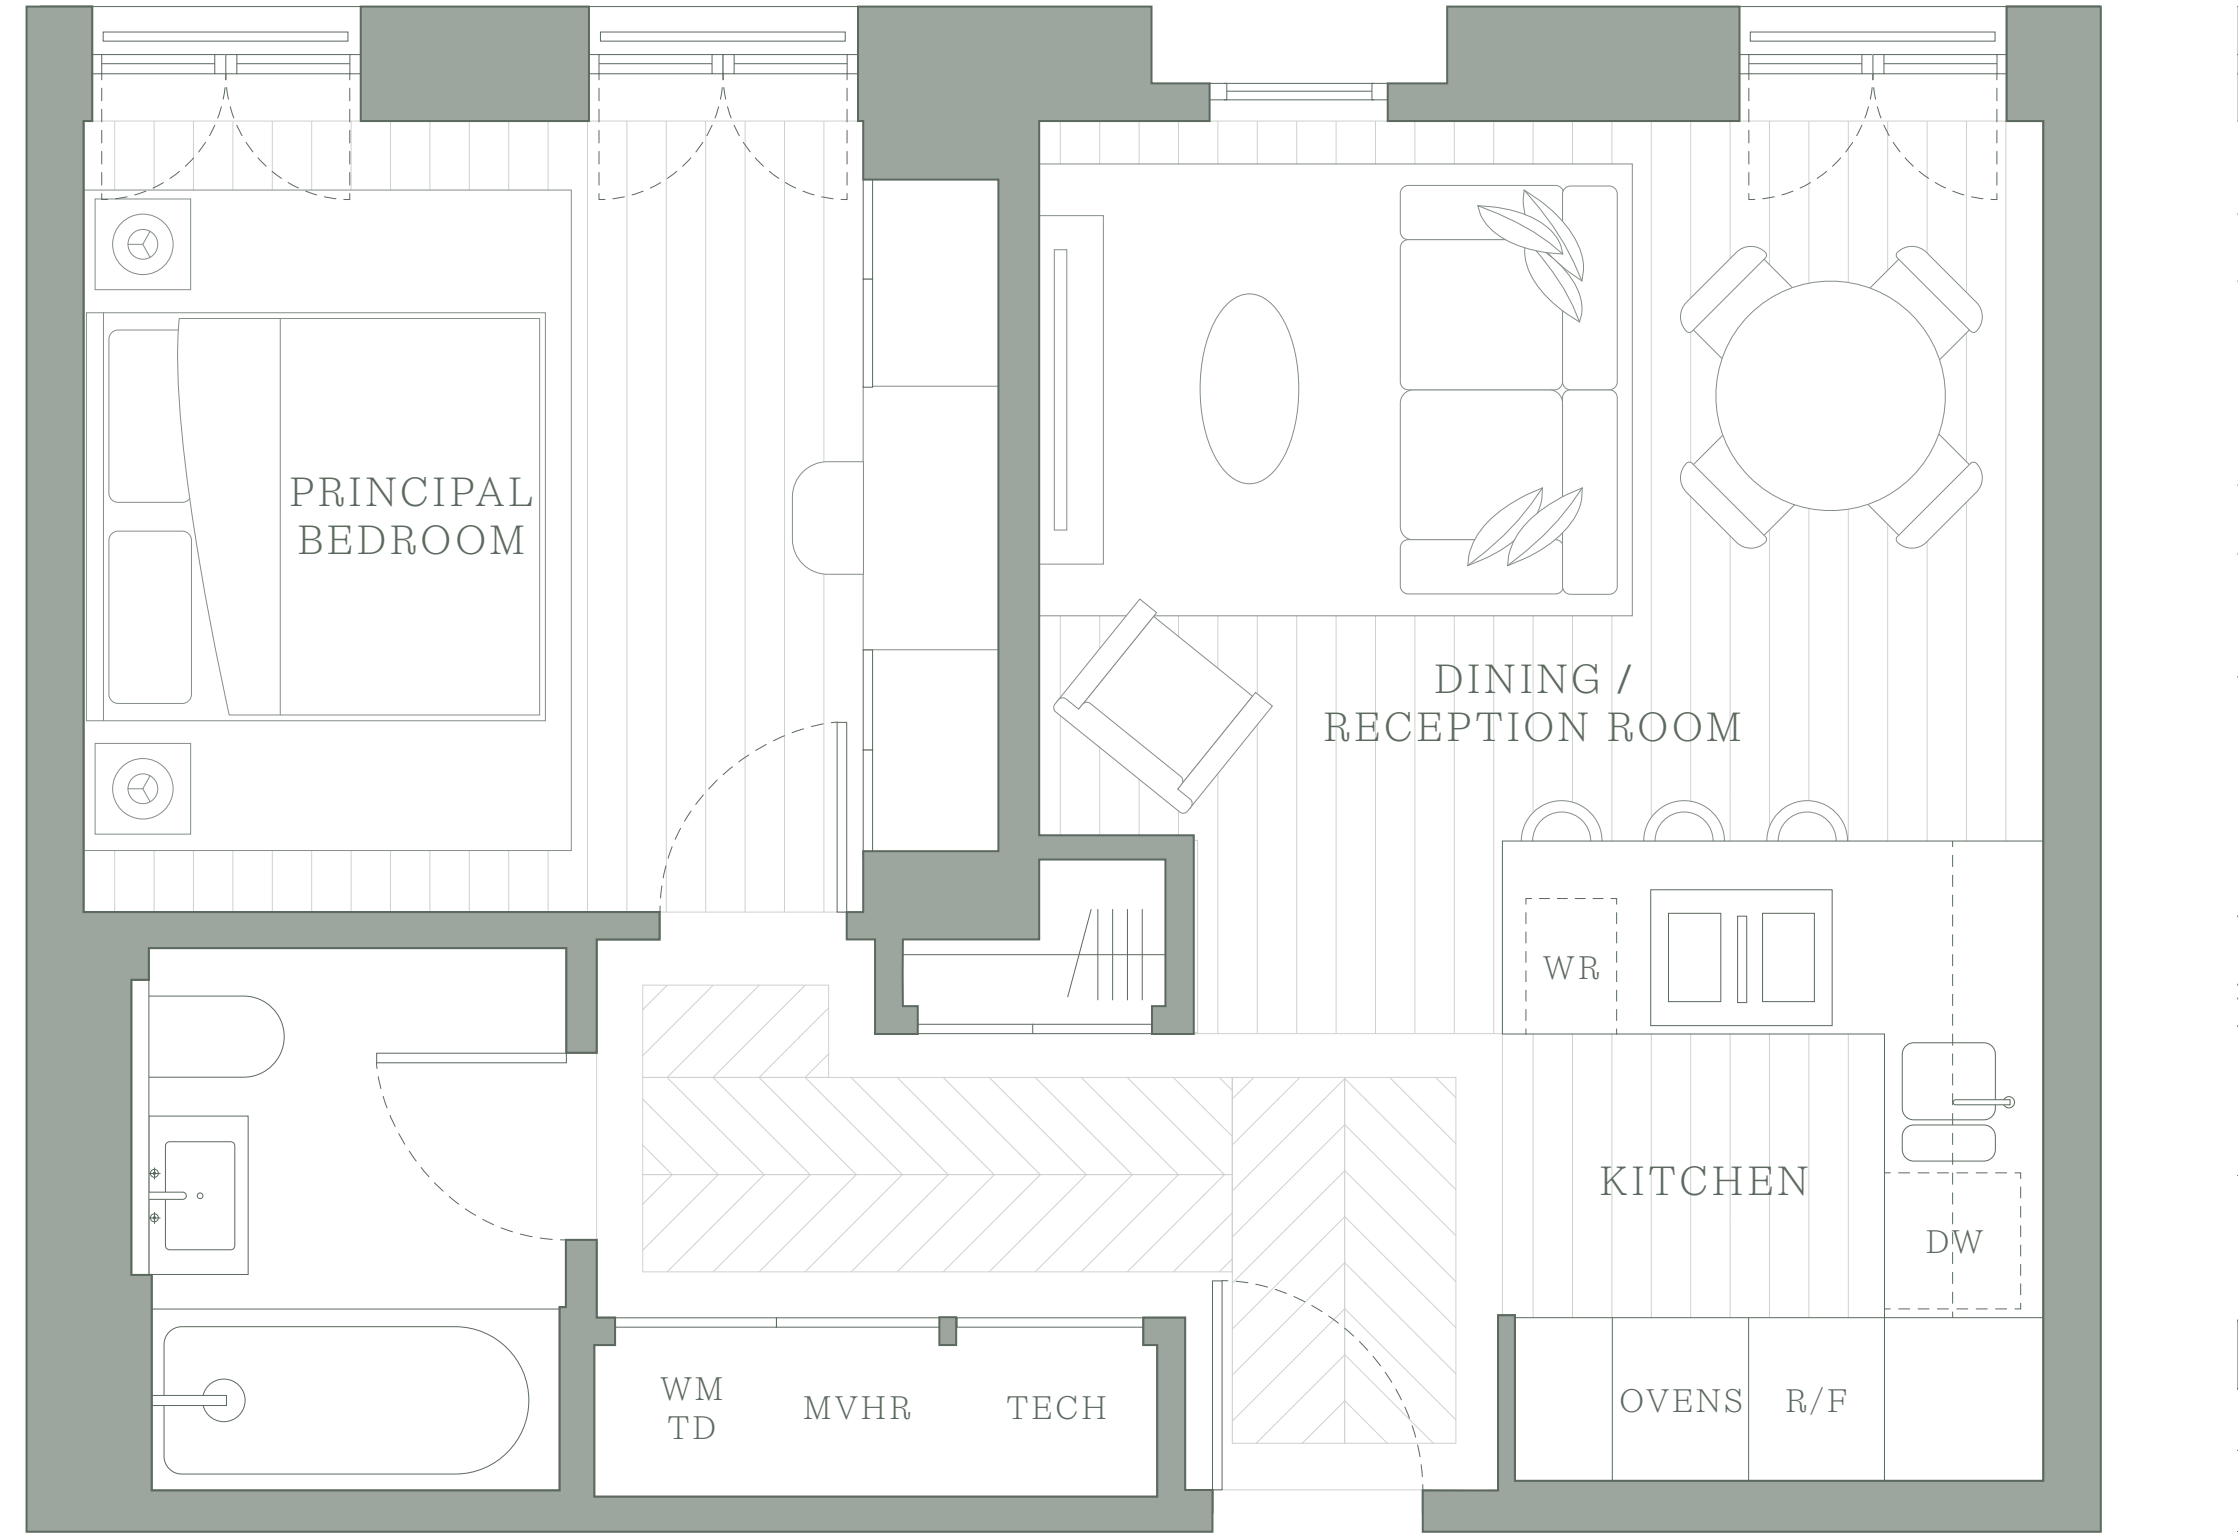 PRINCIPAL
BEDROOM
DINING /
RECEPTION ROOM
WR
KITCHEN
DW
WM
TD
MVHR
TECH
OVENS
R/F